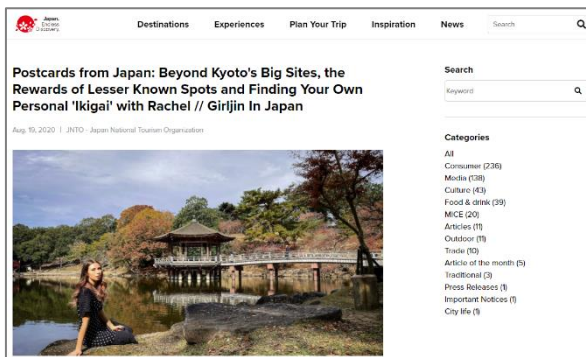 Japan.
Endless
Discovery.
Destinations
Experiences
Plan Your Trip
Inspiration
News
Search
Postcards from Japan: Beyond Kyoto's Big Sites, the
Rewards of Lesser Known Spots and Finding Your Own
Personal 'Ikigai' with Rachel // Girljin In Japan
Aug. 19, 2020 | JNTO - Japan National Tourism Organization
Search
Keyword
Categories
All
Consumer (236)
Media (138)
Culture (43)
Food & drink (39)
MICE (20)
Articles (11)
Outdoor (11)
Trade (10)
Article of the month (5)
Traditional (3)
Press Releases (1)
Important Notices (1)
City life (1)